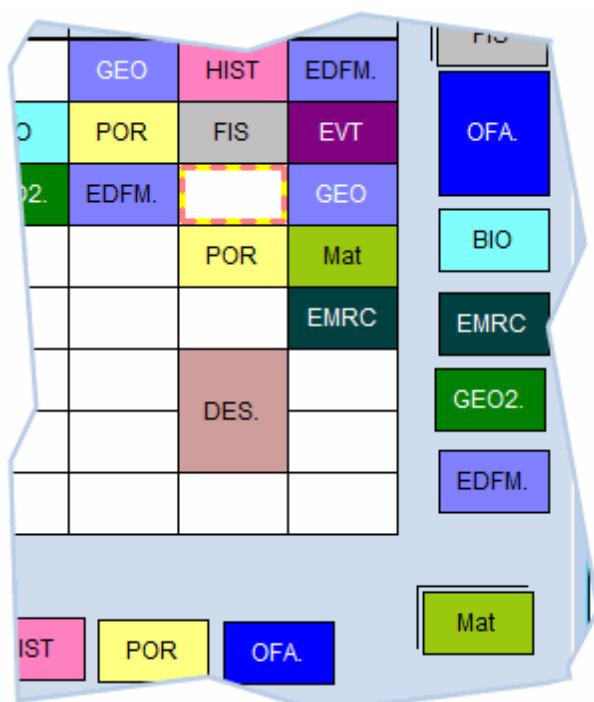 FIS
GEO HIST EDFM.
POR FIS EVT OFA.
EDFM. GEO
POR Mat BIO
EMRC EMRC
DES. GEO2.
EDFM.
Mat
POR OFA.